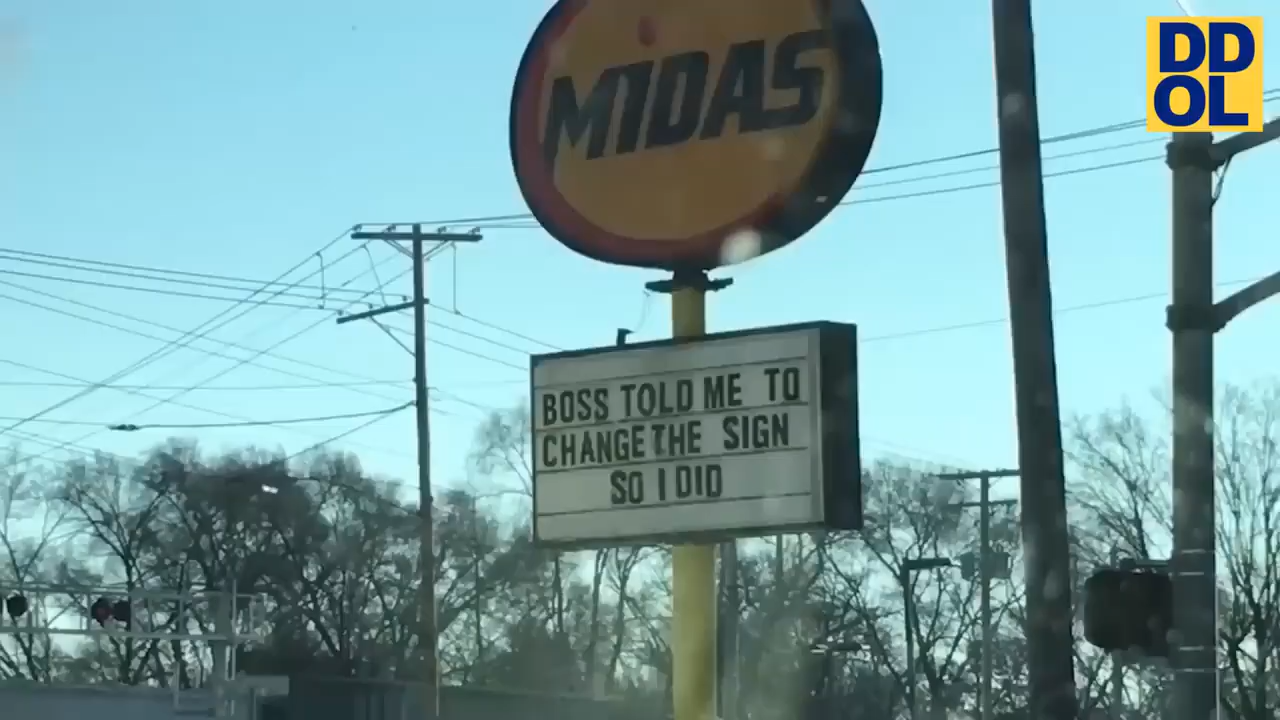 DD
OL
MIDAS
BOSS TOLD ME TO
CHANGE THE SIGN
SO I DID